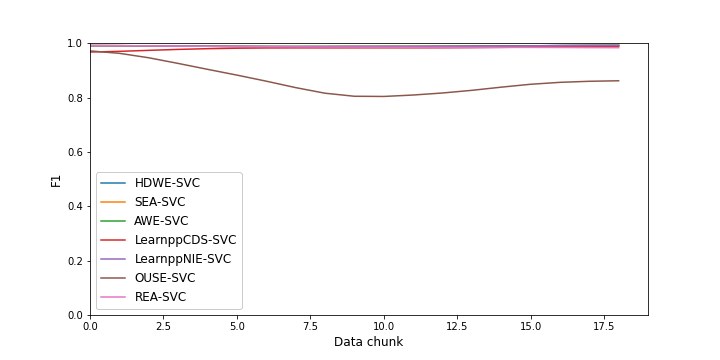 1.0
0.8
0.6
0.4
0.2
0.0
F1
HDWE-SVC
SEA-SVC
AWE-SVC
LearnppCDS-SVC
LearnppNIE-SVC
OUSE-SVC
REA-SVC
0.0 2.5 5.0 7.5 10.0 12.5 15.0 17.5
Data chunk